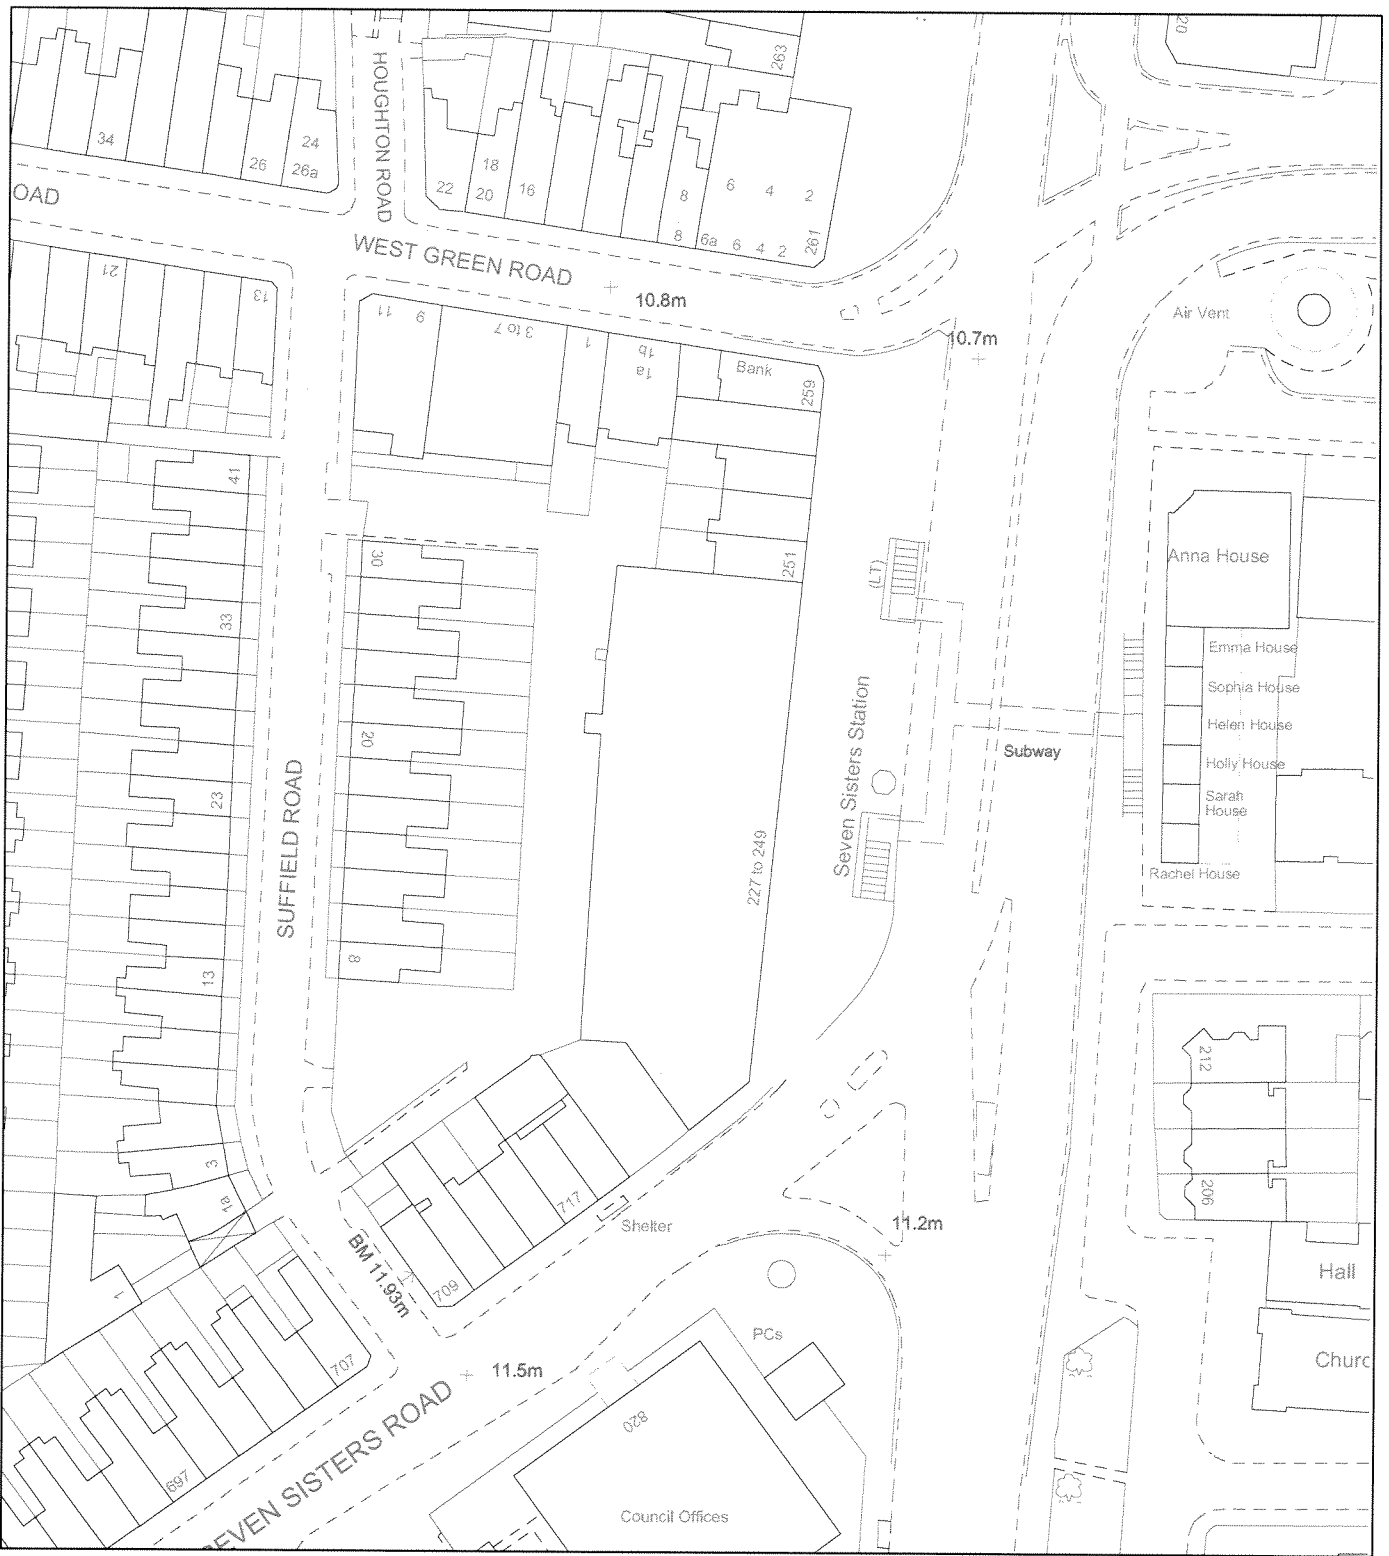 20
263
HOUGHTON ROAD
34
24
26
26a
18
22
20
16
8
6
4
2
OAD
8
6a
6
4
2
261
WEST GREEN ROAD
21
13
10.8m
Air Vent
11
9
3 to 7
1
1b
1a
10.7m
Bank
259
41
30
251
(LT)
Anna House
33
Emma House
Sophia House
Helen House
Holly House
Sarah
House
Rachel House
Seven Sisters Station
Subway
20
23
SUFFIELD ROAD
227 to 249
13
8
212
3
1a
206
717
Shelter
11.2m
Hall
BM 11.93m
709
1
PCs
Churc
707
11.5m
820
697
SEVEN SISTERS ROAD
Council Offices